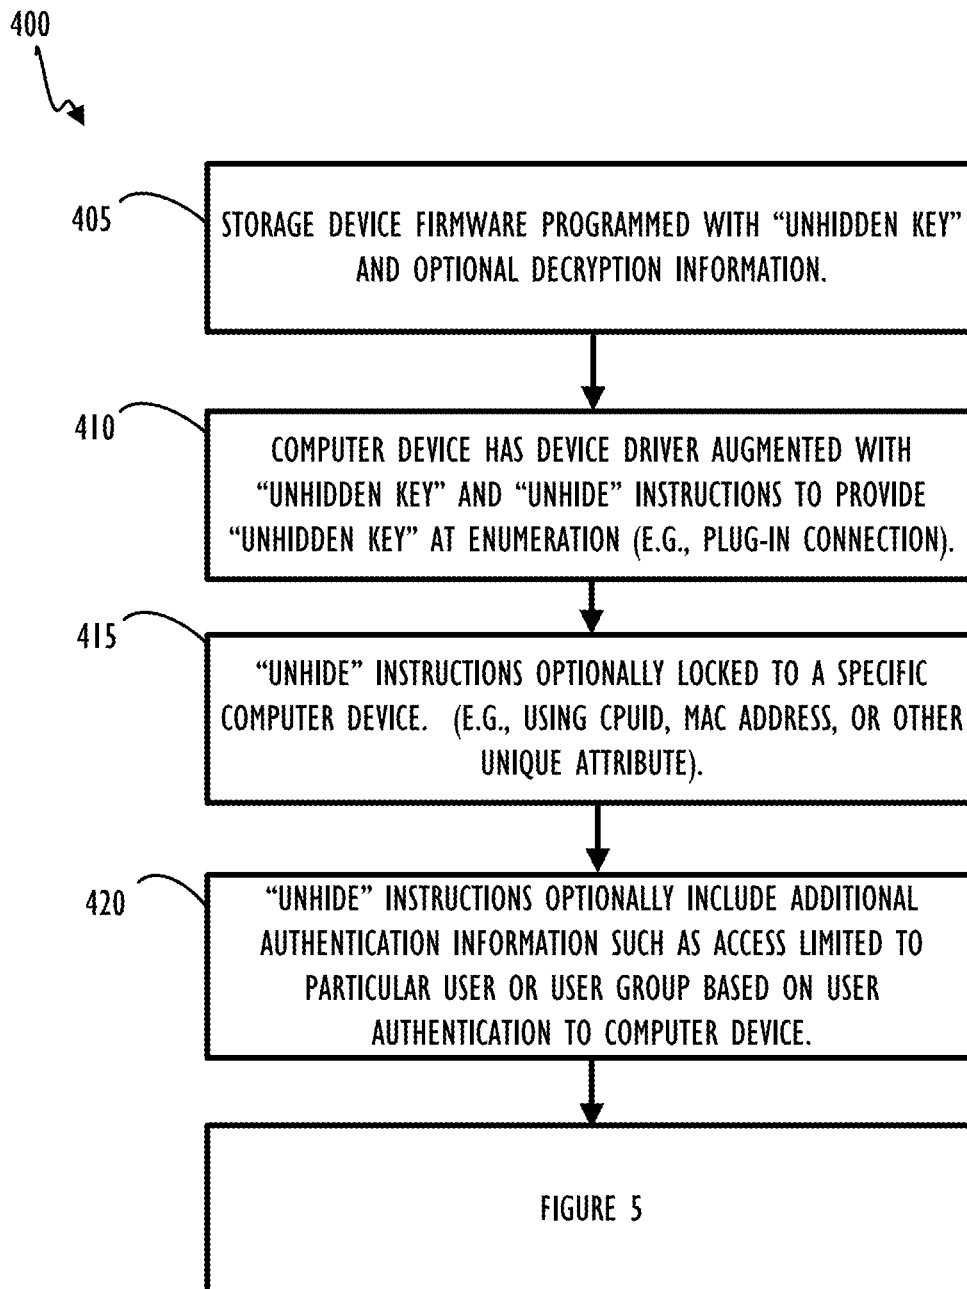 400
405
STORAGE DEVICE FIRMWARE PROGRAMMED WITH “UNHIDDEN KEY”
AND OPTIONAL DECRYPTION INFORMATION.
410
COMPUTER DEVICE HAS DEVICE DRIVER AUGMENTED WITH
“UNHIDDEN KEY” AND “UNHIDE” INSTRUCTIONS TO PROVIDE
“UNHIDDEN KEY” AT ENUMERATION (E.G., PLUG-IN CONNECTION).
415
“UNHIDE” INSTRUCTIONS OPTIONALLY LOCKED TO A SPECIFIC
COMPUTER DEVICE. (E.G., USING CPUID, MAC ADDRESS, OR OTHER
UNIQUE ATTRIBUTE).
420
“UNHIDE” INSTRUCTIONS OPTIONALLY INCLUDE ADDITIONAL
AUTHENTICATION INFORMATION SUCH AS ACCESS LIMITED TO
PARTICULAR USER OR USER GROUP BASED ON USER
AUTHENTICATION TO COMPUTER DEVICE.
FIGURE 5